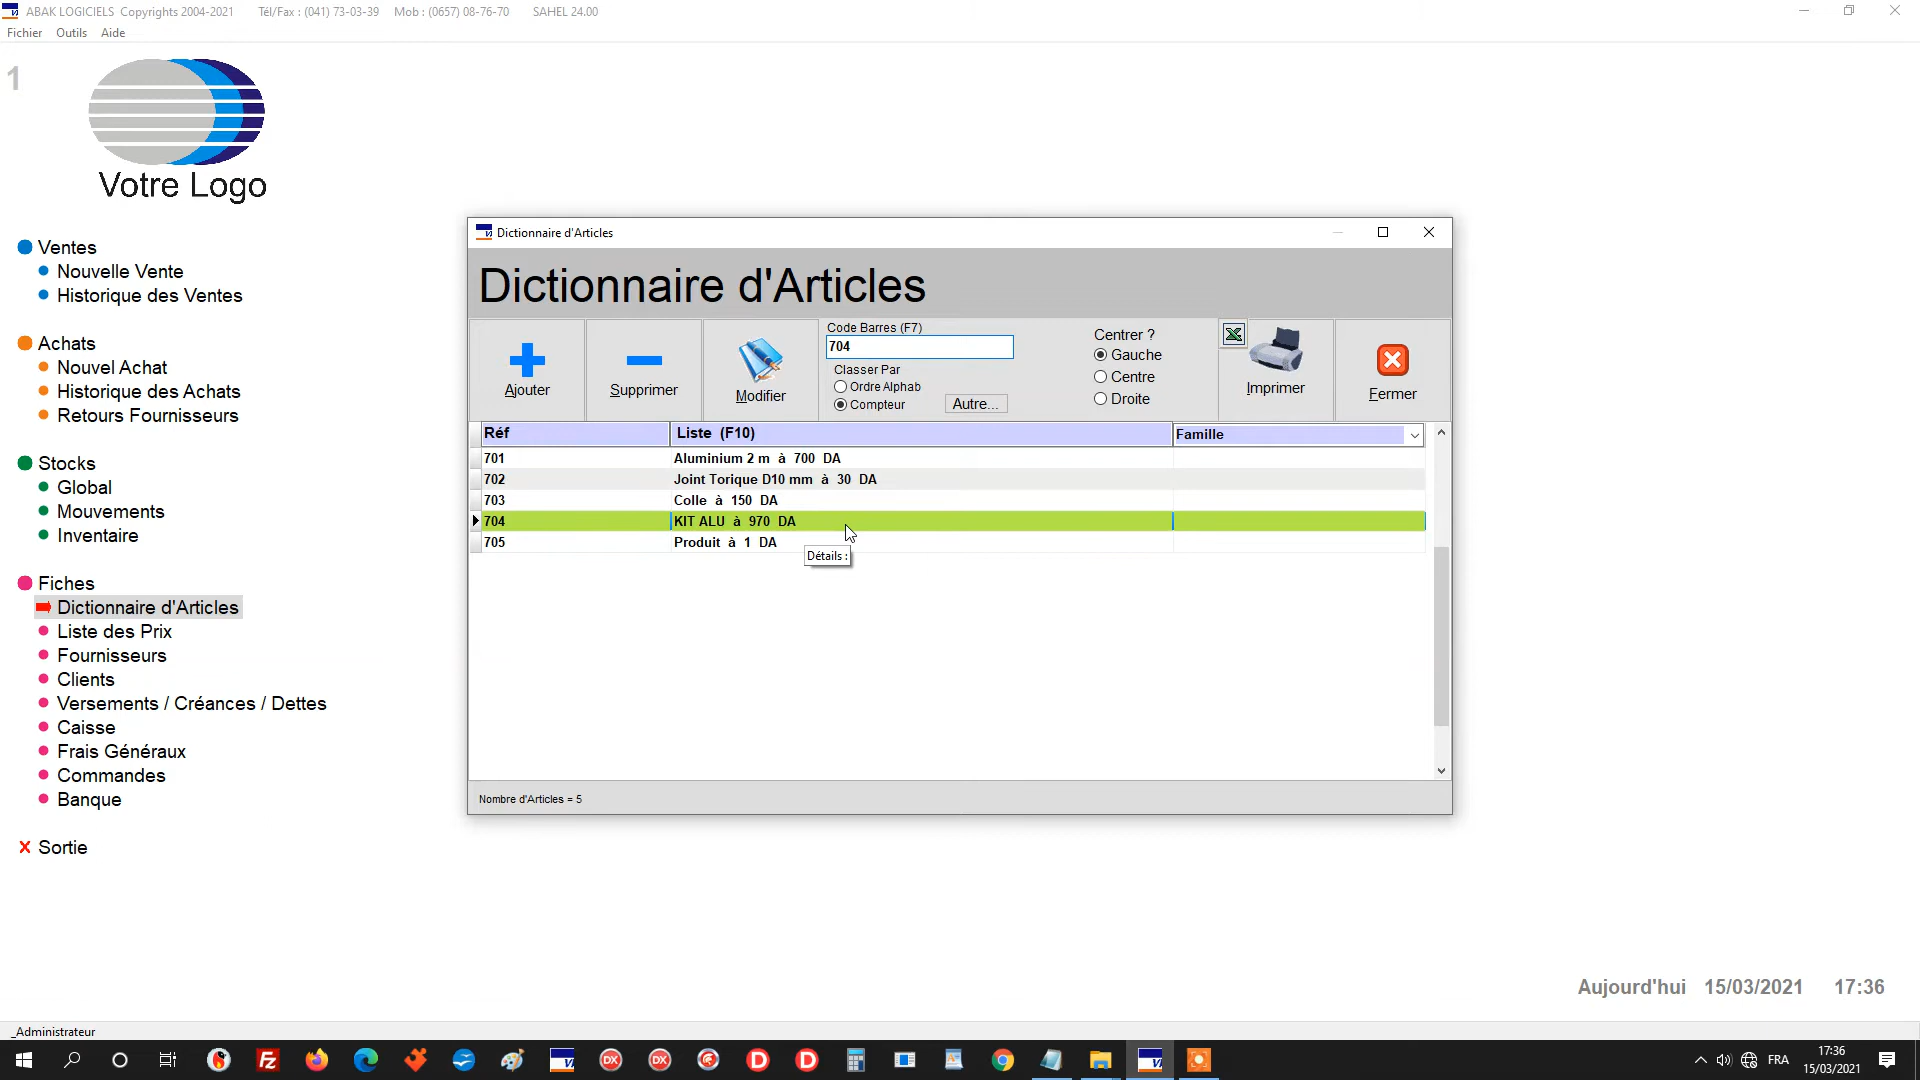 ABAK LOGICIELS Copyrights 2004-2021 Tél/Fax : (041) 73-03-39 Mob : (0657) 08-76-70 SAHEL 24.00
Fichier Outils Aide
1
Votre Logo
Ventes
Nouvelle Vente
Historique des Ventes
Achats
Nouvel Achat
Historique des Achats
Retours Fournisseurs
Stocks
Global
Mouvements
Inventaire
Fiches
Dictionnaire d'Articles
Liste des Prix
Fournisseurs
Clients
Versements / Créances / Dettes
Caisse
Frais Généraux
Commandes
Banque
Sortie
Dictionnaire d'Articles
Dictionnaire d'Articles
Ajouter
Supprimer
Modifier
Code Barres (F7)
704
Classer Par
Ordre Alphab
Compteur
Autre...
Centrer ?
Gauche
Centre
Droite
Imprimer
Fermer
Réf Liste (F10) Famille
701 Aluminium 2 m à 700 DA
702 Joint Torique D10 mm à 30 DA
703 Colle à 150 DA
704 KIT ALU à 970 DA
705 Produit à 1 DA
Détails :
Nombre d'Articles = 5
Aujourd'hui 15/03/2021 17:36
_Administrateur
FRA
17:36
15/03/2021